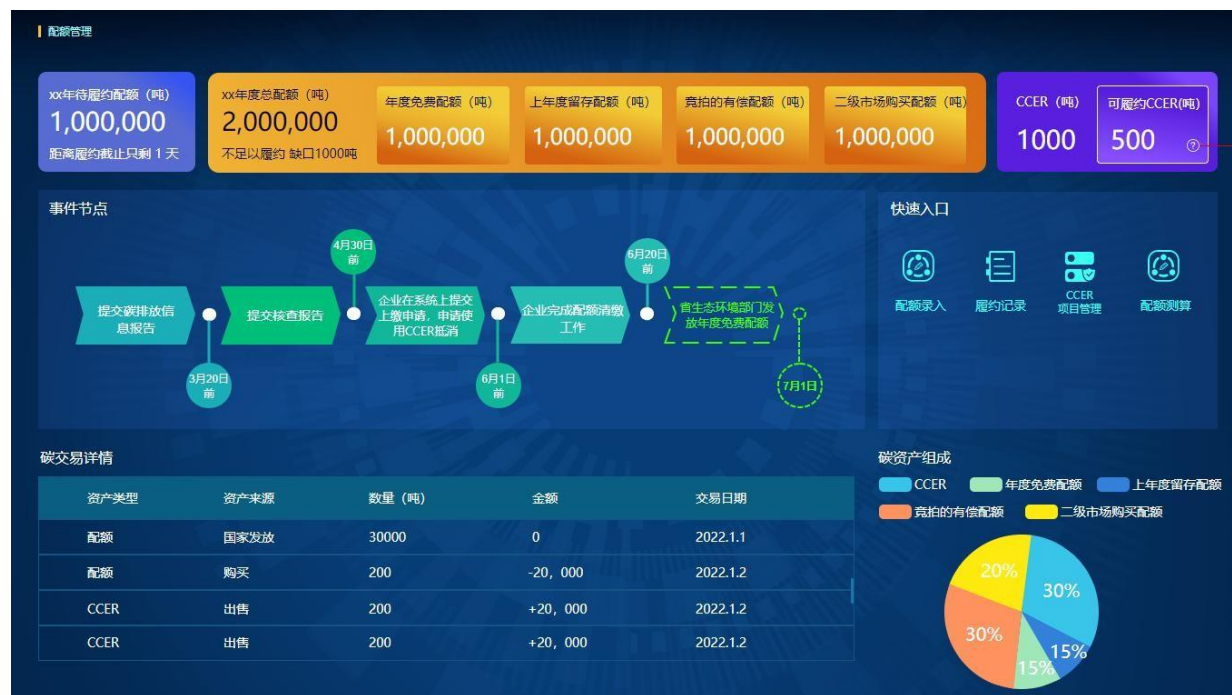 配额管理
xx年待履约配额（吨）
1,000,000
距离履约截止只剩 1 天
xx年度总配额（吨）
2,000,000
不足以履约 缺口1000吨
年度免费配额（吨）
1,000,000
上年度留存配额（吨）
1,000,000
竞拍的有偿配额（吨）
1,000,000
二级市场购买配额（吨）
1,000,000
CCER（吨）
1000
可履约CCER(吨)
500 ?
事件节点
提交碳排放信
息报告
3月20日
前
提交核查报告
4月30日
前
企业在系统上提交
上缴申请，申请使
用CCER抵消
6月1日
前
企业完成配额清缴
工作
6月20日
前
省生态环境部门发
放年度免费配额
7月1日
快速入口
配额录入
履约记录
CCER
项目管理
配额测算
碳交易详情
资产类型 资产来源 数量（吨） 金额 交易日期
配额 国家发放 30000 0 2022.1.1
配额 购买 200 -20，000 2022.1.2
CCER 出售 200 +20，000 2022.1.2
CCER 出售 200 +20，000 2022.1.2
碳资产组成
CCER 年度免费配额 上年度留存配额
竞拍的有偿配额 二级市场购买配额
20%
30%
30%
15%
15%